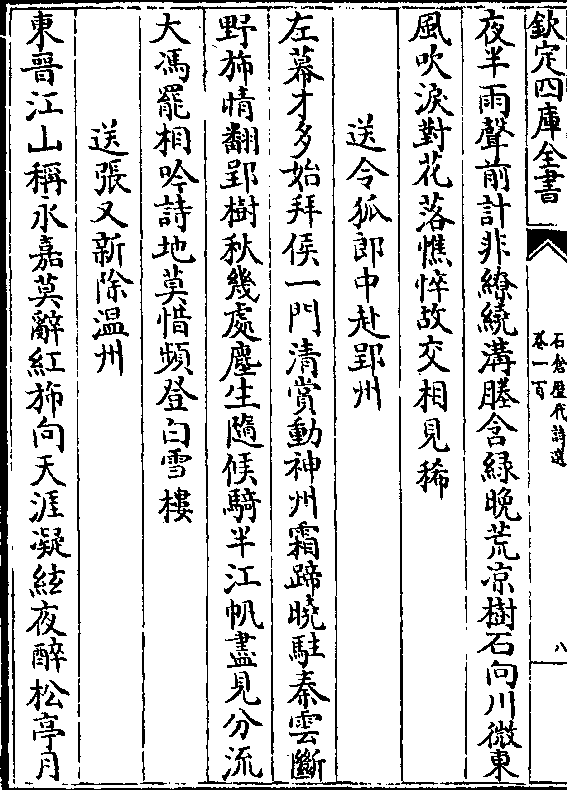 欽定四庫全書
石倉歷代詩選
卷一百
八
夜半雨聲前計非繚繞溝塍含緑晚荒凉樹石向川微東
風吹淚對花落憔悴故交相見稀
送令狐郎中赴郢州
左幕才多始拜侯一門清賞動神州霜蹄曉駐秦雲斷
野斾情翻郢樹秋幾處塵生隨候騎半江帆盡見分流
大馮罷相吟詩地莫惜頻登白雪樓
送張又新除温州
東晉江山稱永嘉莫辭紅斾向天涯凝絃夜醉松亭月